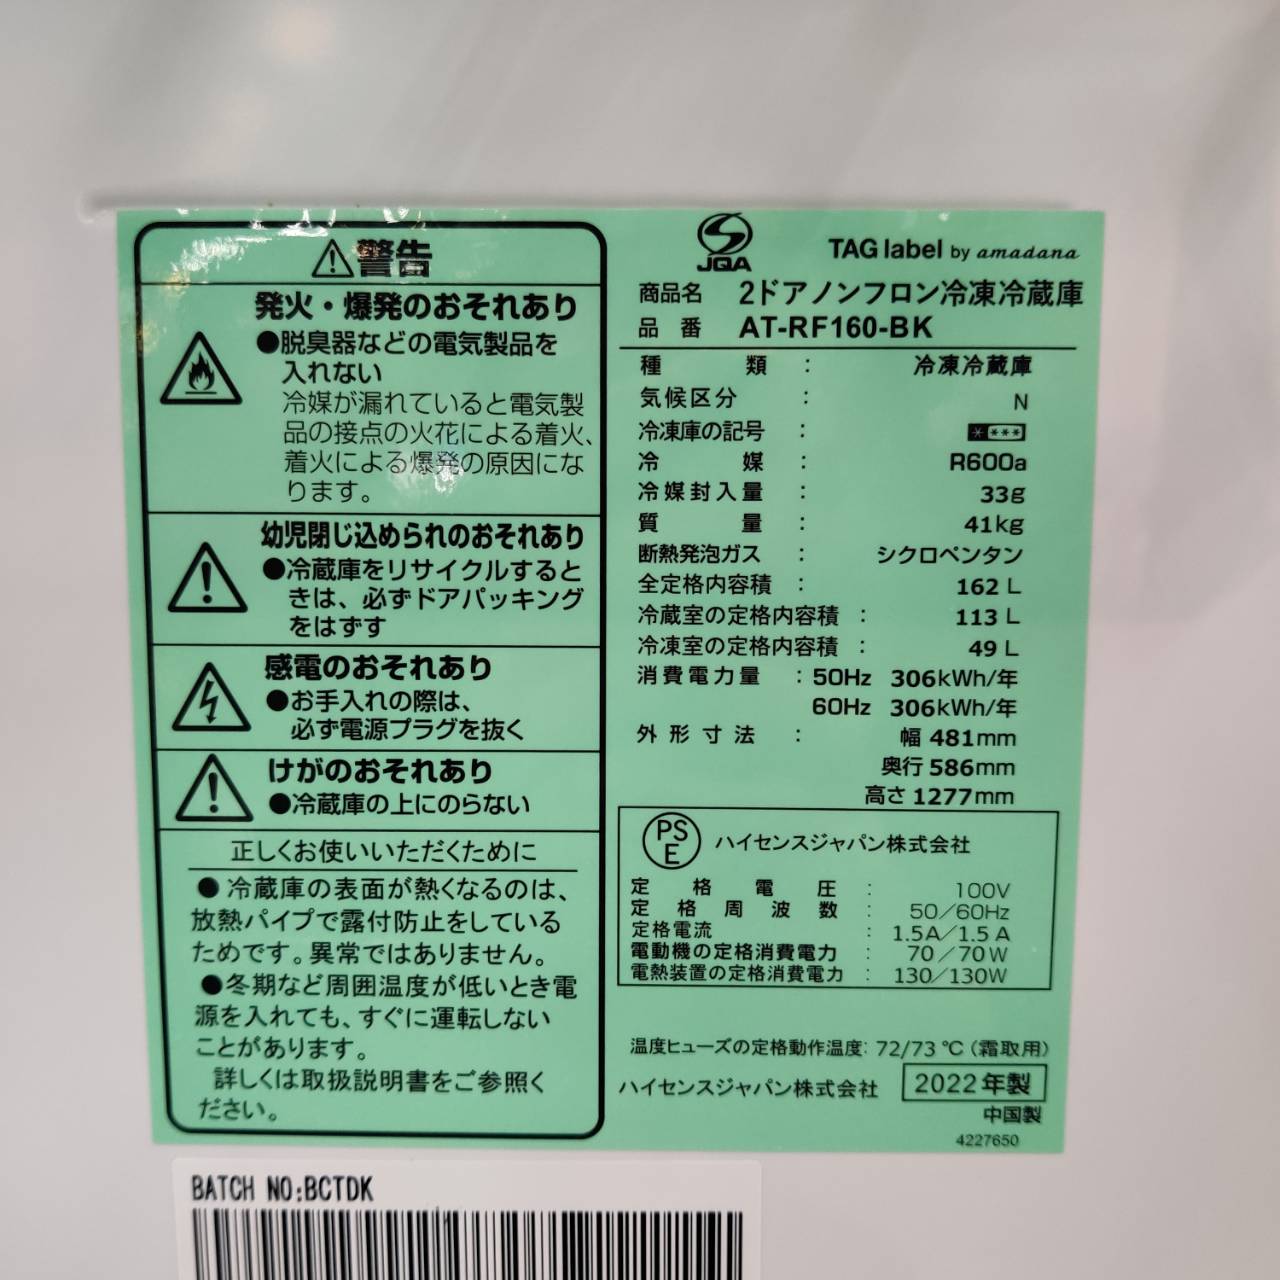 警告
発火・爆発のおそれあり
●脱臭器などの電気製品を
入れない
冷媒が漏れていると電気製
品の接点の火花による着火、
着火による爆発の原因にな
ります。
幼児閉じ込められのおそれあり
●冷蔵庫をリサイクルすると
きは、必ずドアパッキング
をはずす
感電のおそれあり
●お手入れの際は、
必ず電源プラグを抜く
けがのおそれあり
●冷蔵庫の上にのらない
正しくお使いいただくために
●冷蔵庫の表面が熱くなるのは、
放熱パイプで露付防止をしている
ためです。異常ではありません。
●冬期など周囲温度が低いとき電
源を入れても、すぐに運転しない
ことがあります。
詳しくは取扱説明書をご参照く
ださい。
JQA
TAG label by amadana
商品名 2ドアノンフロン冷凍冷蔵庫
品番 AT-RF160-BK
種類 : 冷凍冷蔵庫
気候区分 : N
冷凍庫の記号 : * ***
冷媒 : R600a
冷媒封入量 : 33g
質量 : 41kg
断熱発泡ガス : シクロペンタン
全定格内容積 : 162 L
冷蔵室の定格内容積 : 113 L
冷凍室の定格内容積 : 49 L
消費電力量 : 50Hz 306kWh/年
60Hz 306kWh/年
外形寸法 : 幅 481mm
奥行 586mm
高さ 1277mm
PS
E
ハイセンスジャパン株式会社
定格電圧 : 100V
定格周波数 : 50/60Hz
定格電流 : 1.5A/1.5A
電動機の定格消費電力 : 70/70W
電熱装置の定格消費電力 : 130/130W
温度ヒューズの定格動作温度: 72/73℃(霜取用)
ハイセンスジャパン株式会社 2022年製
中国製
4227650
BATCH NO:BCTDK